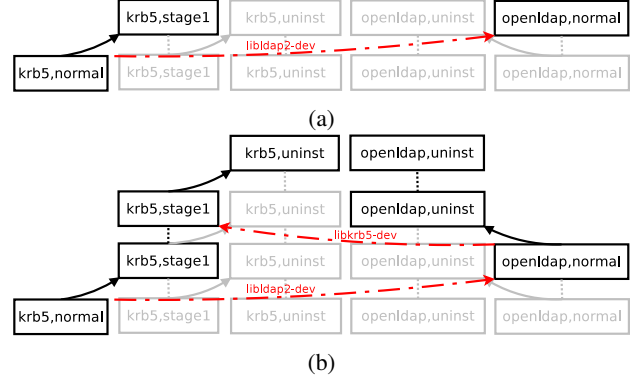 krb5,stage1 krb5,uninst openldap,uninst openldap,normal
libldap2-dev
krb5,normal krb5,stage1 krb5,uninst openldap,uninst openldap,normal
(a)
krb5,uninst openldap,uninst
krb5,stage1 krb5,uninst openldap,uninst
libkrb5-dev
krb5,stage1 krb5,uninst openldap,uninst openldap,normal
libldap2-dev
krb5,normal krb5,stage1 krb5,uninst openldap,uninst openldap,normal
(b)